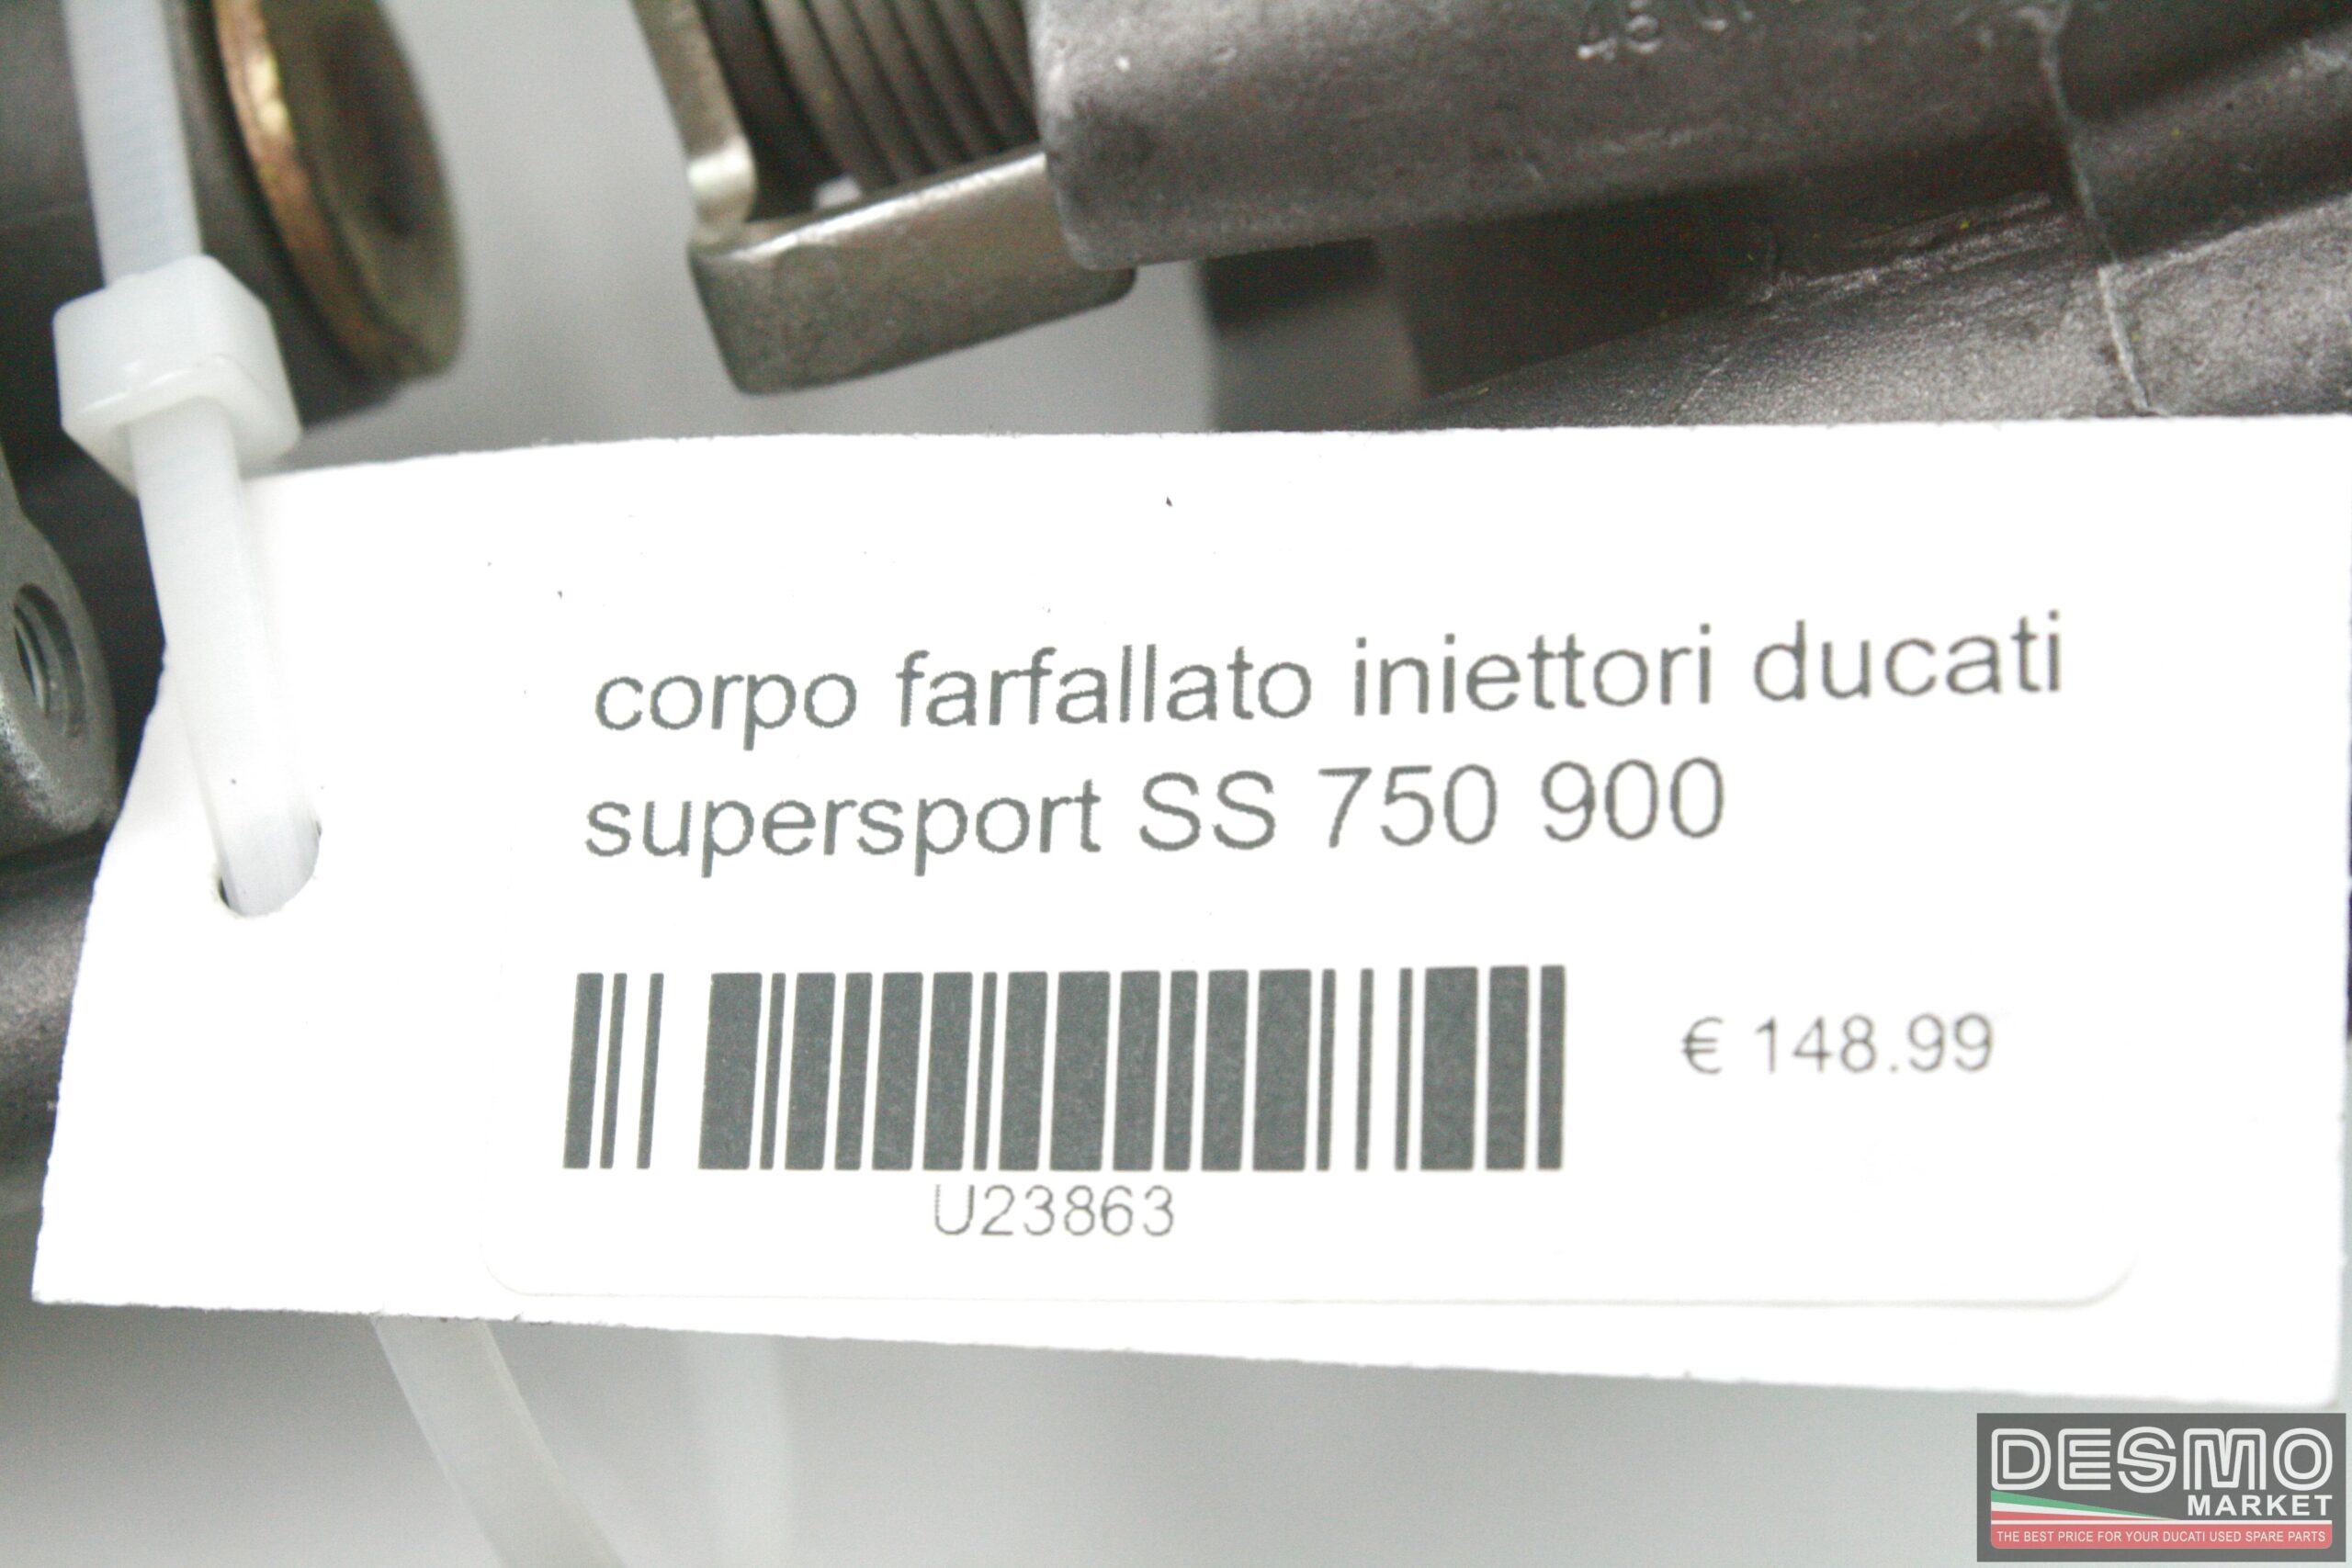 corpo farfallato iniettori ducati
supersport SS 750 900
€ 148.99
U23863
DESMO
MARKET
THE BEST PRICE FOR YOUR DUCATI USED SPARE PARTS